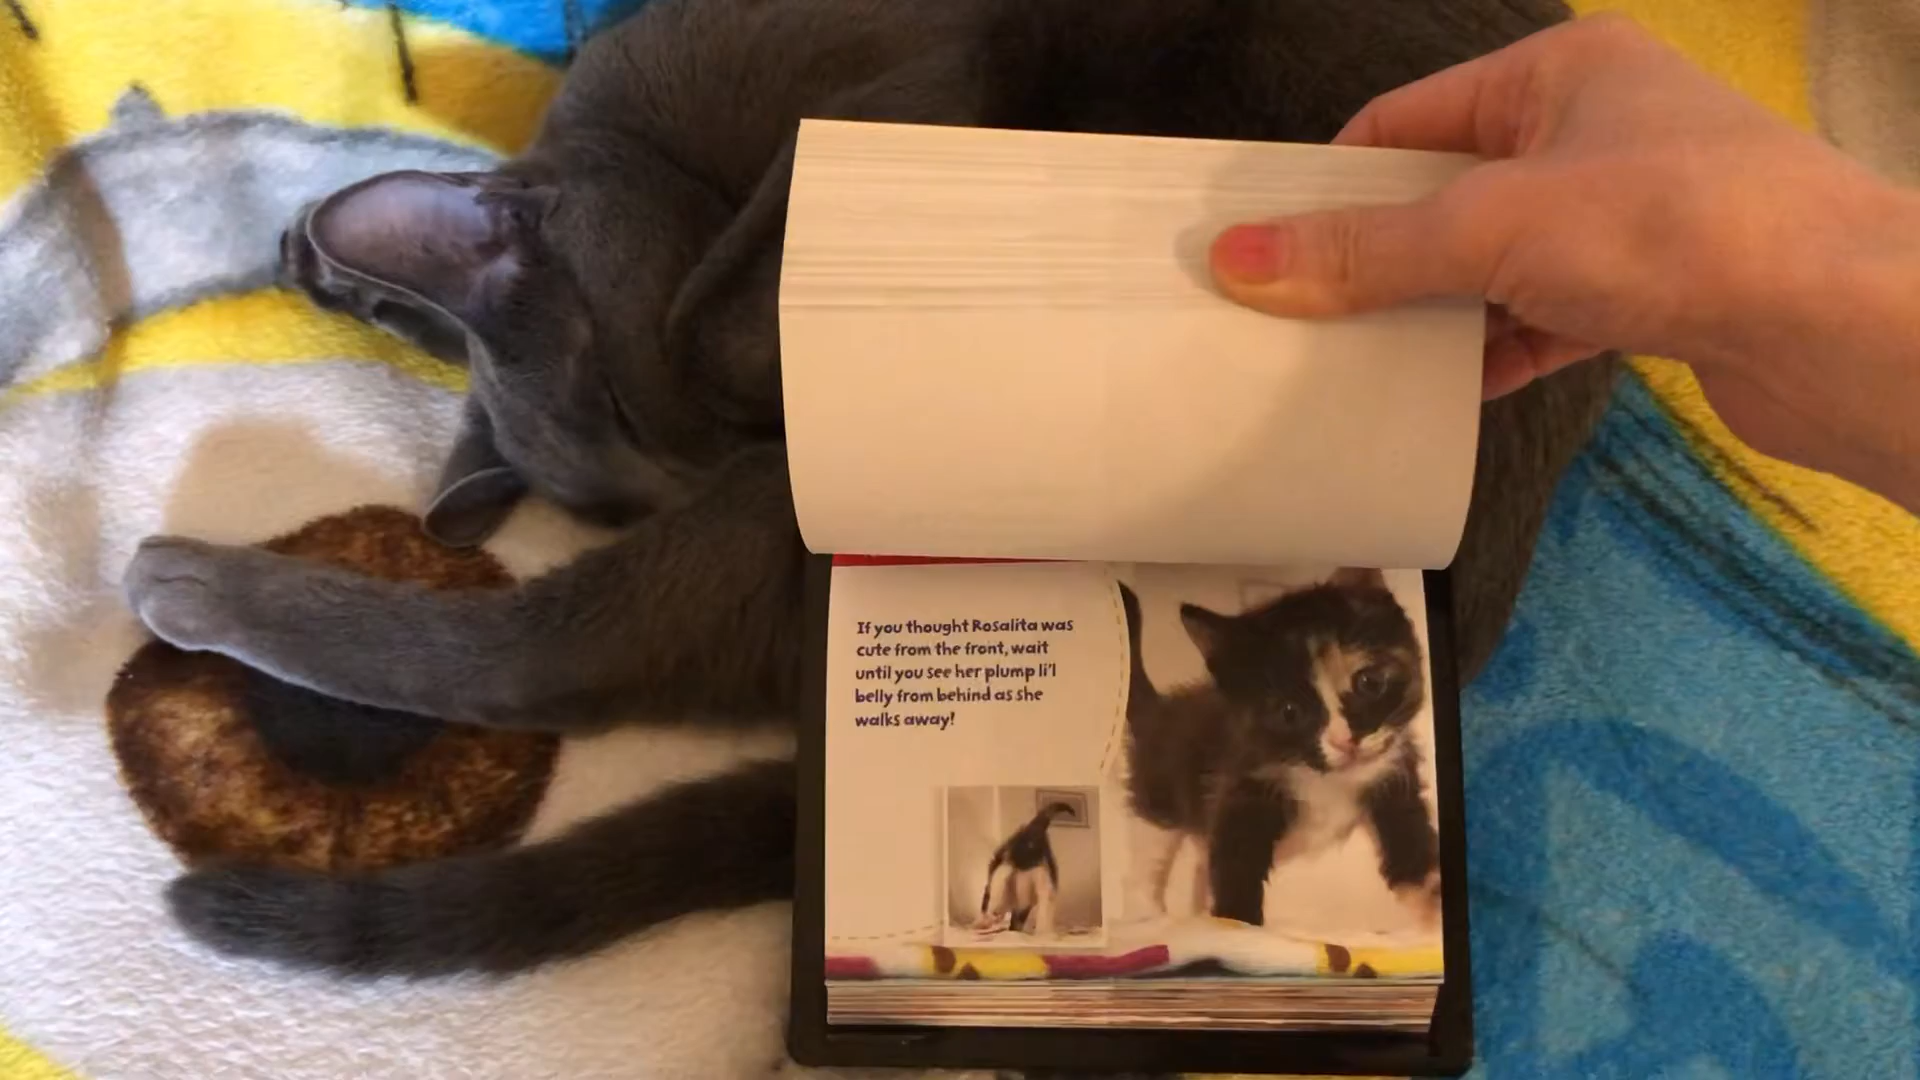 If you thought Rosalita was
cute from the front, wait
until you see her plump li'l
belly from behind as she
walks away!